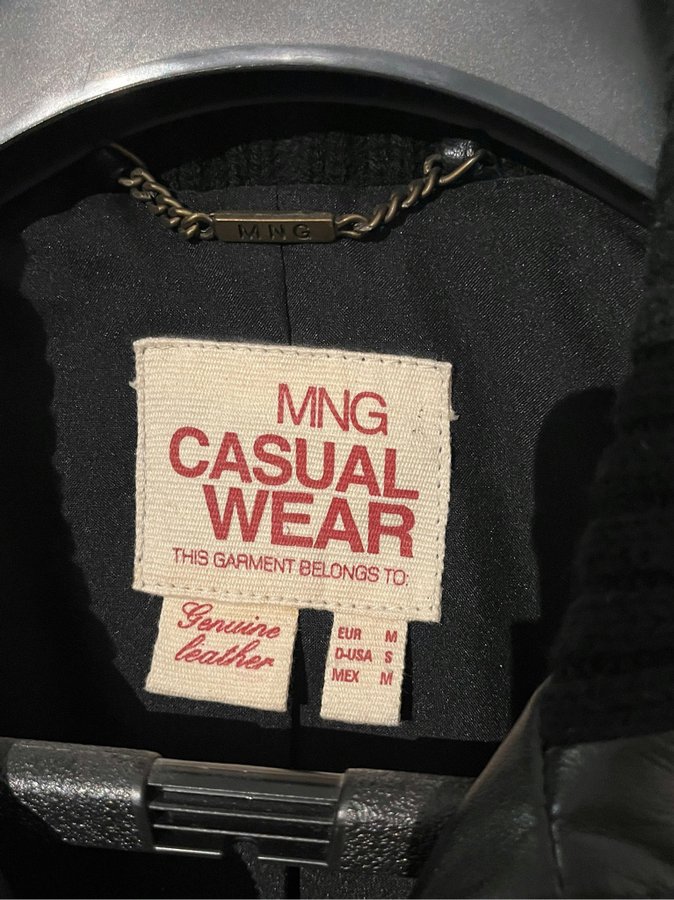 MNG
MNG
CASUAL
WEAR
THIS GARMENT BELONGS TO:
Genuine
leather
EUR M
D-USA S
MEX M